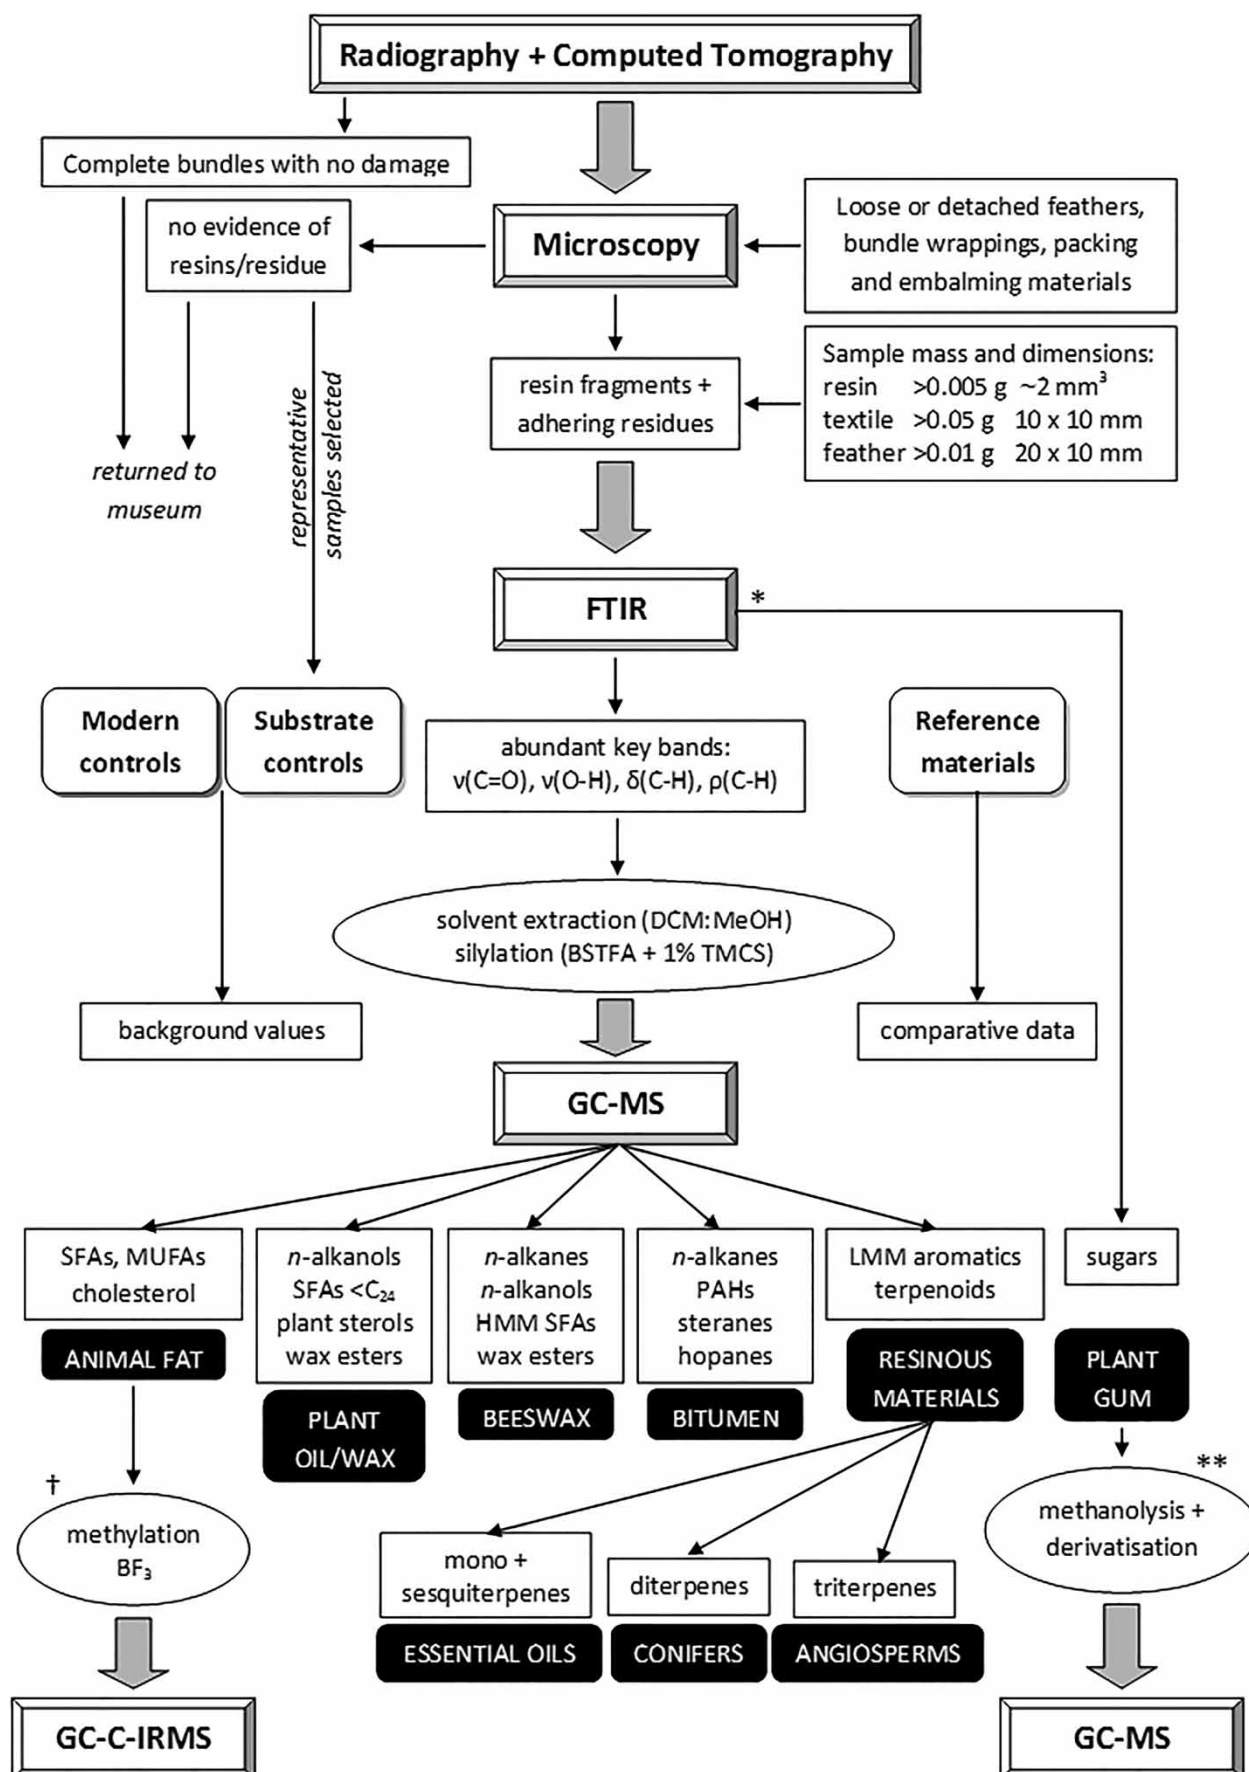 Radiography + Computed Tomography
Complete bundles with no damage
no evidence of
resins/residue
Microscopy
Loose or detached feathers,
bundle wrappings, packing
and embalming materials
resin fragments +
adhering residues
Sample mass and dimensions:
resin >0.005 g ~2 mm³
textile >0.05 g 10 x 10 mm
feather >0.01 g 20 x 10 mm
returned to
museum
representative
samples selected
FTIR
*
Modern
controls
Substrate
controls
abundant key bands:
ν(C=O), ν(O-H), δ(C-H), ρ(C-H)
Reference
materials
solvent extraction (DCM:MeOH)
silylation (BSTFA + 1% TMCS)
background values
comparative data
GC-MS
SFAs, MUFAs
cholesterol
ANIMAL FAT
n-alkanols
SFAs <C₂₄
plant sterols
wax esters
PLANT
OIL/WAX
n-alkanes
n-alkanols
HMM SFAs
wax esters
BEESWAX
n-alkanes
PAHs
steranes
hopanes
BITUMEN
LMM aromatics
terpenoids
RESINOUS
MATERIALS
sugars
PLANT
GUM
†
methylation
BF₃
mono +
sesquiterpenes
ESSENTIAL OILS
diterpenes
CONIFERS
triterpenes
ANGIOSPERMS
**
methanolysis +
derivatisation
GC-C-IRMS
GC-MS